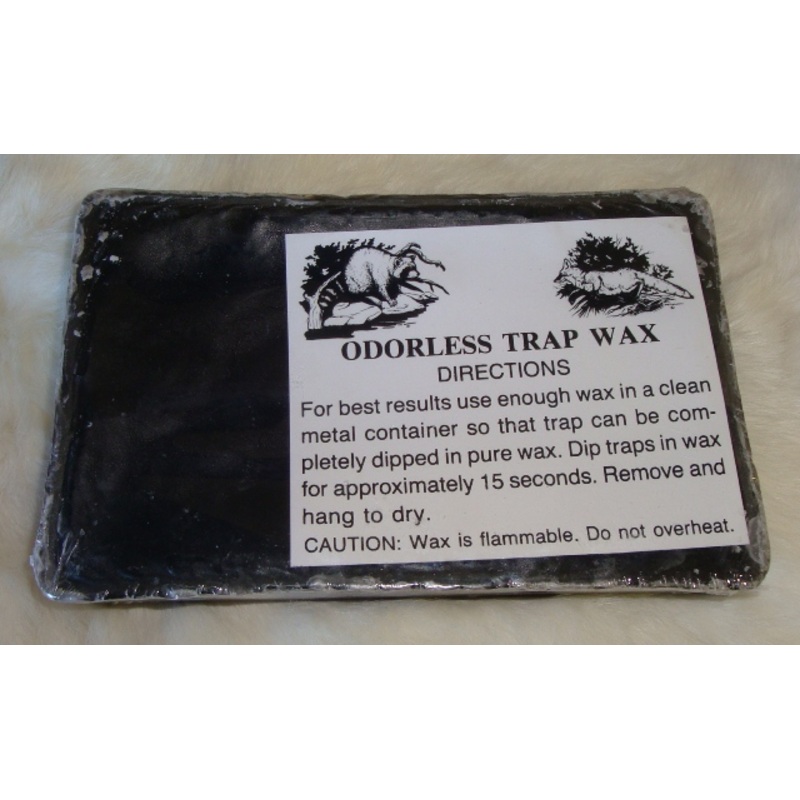 ODORLESS TRAP WAX
DIRECTIONS
For best results use enough wax in a clean
metal container so that trap can be com-
pletely dipped in pure wax. Dip traps in wax
for approximately 15 seconds. Remove and
hang to dry.
CAUTION: Wax is flammable. Do not overheat.